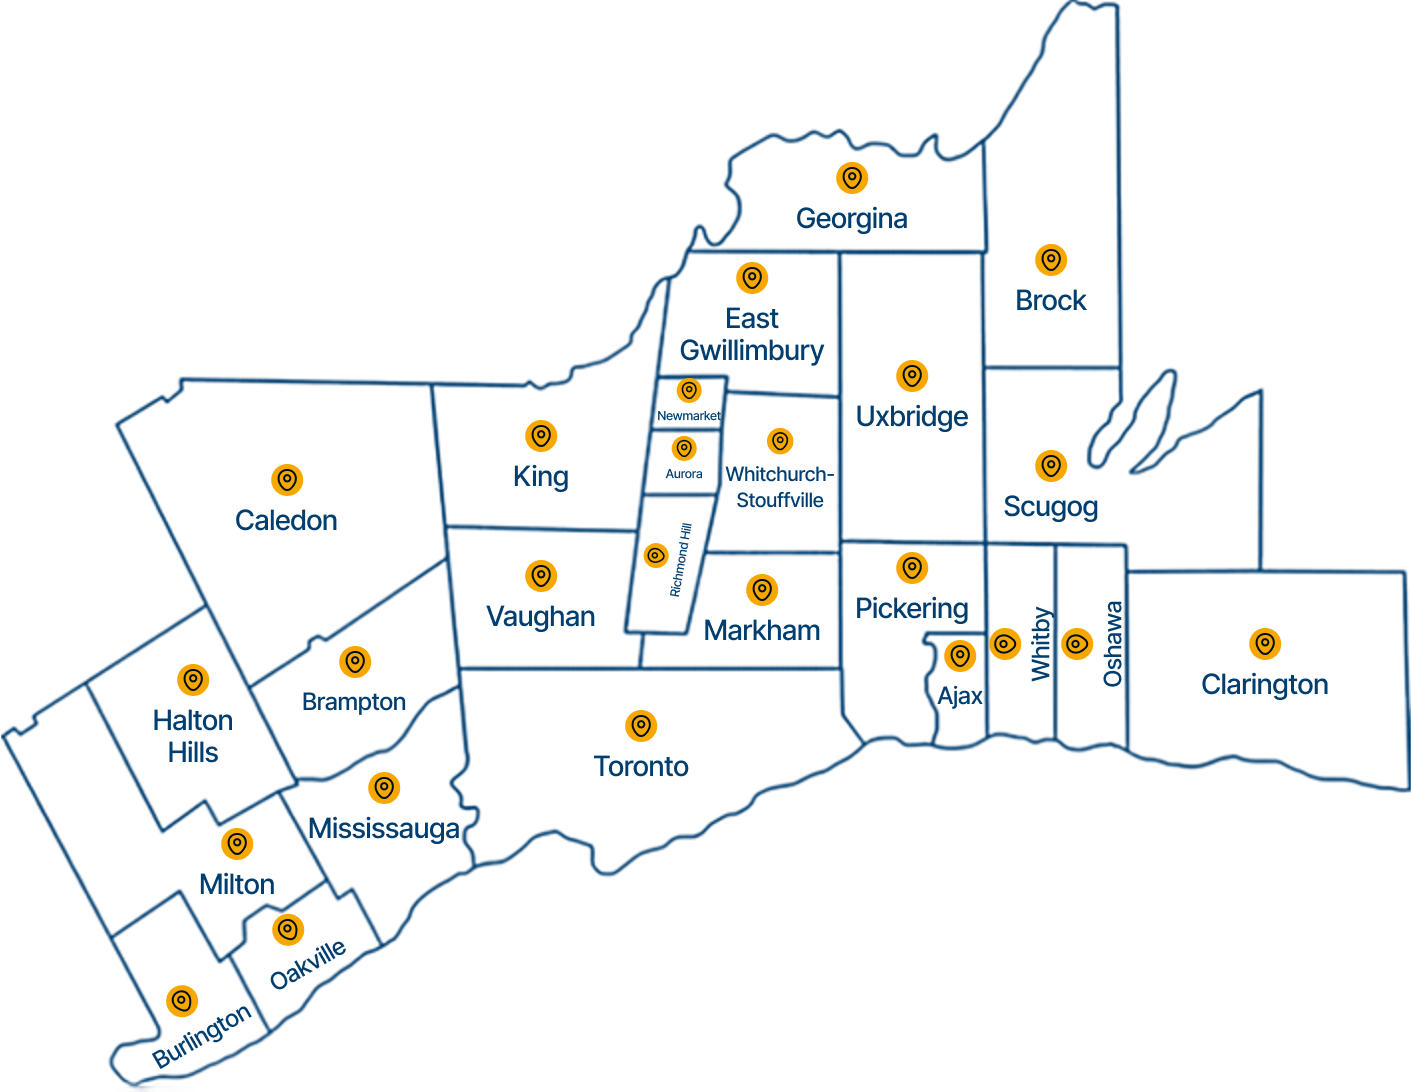 Georgina
Brock
East
Gwillimbury
Uxbridge
Newmarket
King
Aurora
Whitchurch-
Stouffville
Scugog
Caledon
Richmond Hill
Vaughan
Markham
Pickering
Whitby
Oshawa
Ajax
Clarington
Brampton
Halton
Hills
Toronto
Mississauga
Milton
Oakville
Burlington